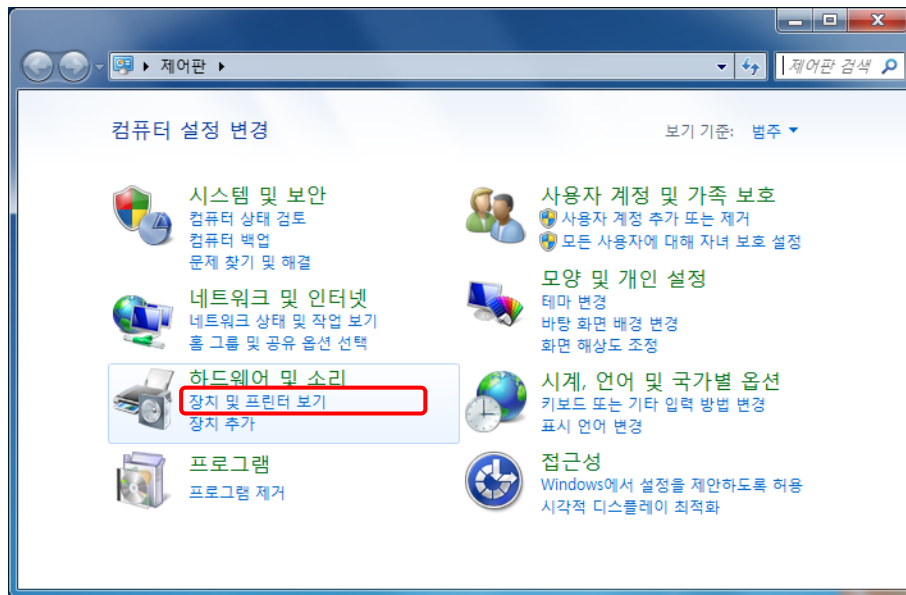 제어판
제어판 검색
컴퓨터 설정 변경
보기 기준: 범주
시스템 및 보안
컴퓨터 상태 검토
컴퓨터 백업
문제 찾기 및 해결
네트워크 및 인터넷
네트워크 상태 및 작업 보기
홈 그룹 및 공유 옵션 선택
하드웨어 및 소리
장치 및 프린터 보기
장치 추가
프로그램
프로그램 제거
사용자 계정 및 가족 보호
사용자 계정 추가 또는 제거
모든 사용자에 대해 자녀 보호 설정
모양 및 개인 설정
테마 변경
바탕 화면 배경 변경
화면 해상도 조정
시계, 언어 및 국가별 옵션
키보드 또는 기타 입력 방법 변경
표시 언어 변경
접근성
Windows에서 설정을 제안하도록 허용
시각적 디스플레이 최적화